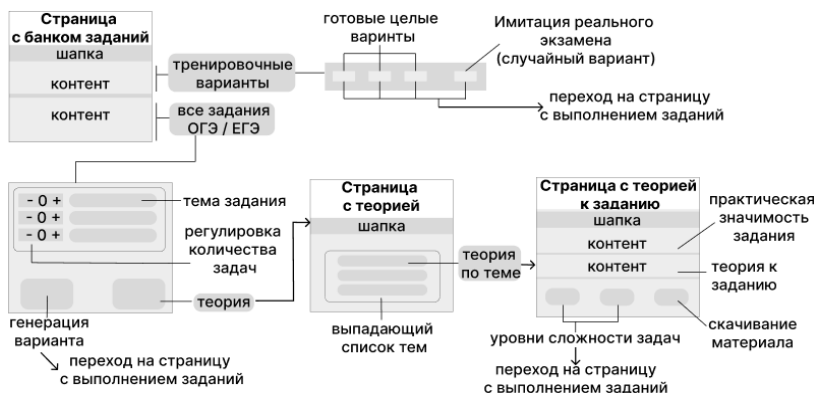 Страница
с банком заданий
шапка
контент
контент
тренировочные
варианты
все задания
ОГЭ / ЕГЭ
готовые целые
варинты
Имитация реального
экзамена
(случайный вариант)
переход на страницу
с выполнением заданий
- 0 +
- 0 +
- 0 +
тема задания
регулировка
количества
задач
теория
генерация
варианта
переход на страницу
с выполнением заданий
Страница
с теорией
шапка
теория
по теме
выпадающий
список тем
Страница с теорией
к заданию
шапка
контент
контент
практическая
значимость
задания
теория к
заданию
уровни сложности задач
скачивание
материала
переход на страницу
с выполнением заданий